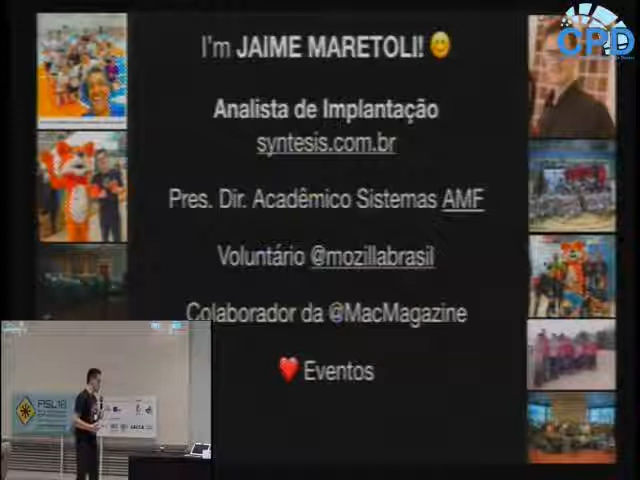 I'm JAIME MARETOLI! 😊
Analista de Implantação
syntesis.com.br
Pres. Dir. Acadêmico Sistemas AMF
Voluntário @mozillabrasil
Colaborador da @MacMagazine
❤️ Eventos
CPD
PSL18